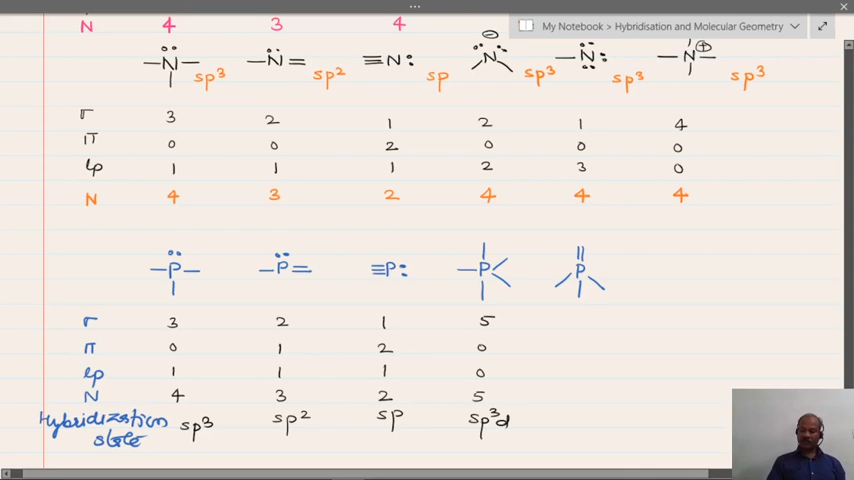 N 4 3 4
My Notebook > Hybridisation and Molecular Geometry
N sp3 N sp2 N sp N sp3 N sp3 N sp3
σ 3 2 1 2 1 4
π 0 0 2 0 0 0
lp 1 1 1 2 3 0
N 4 3 2 4 4 4
P P P P P
σ 3 2 1 5
π 0 1 2 0
lp 1 1 1 0
N 4 3 2 5
Hybridization sp3 sp2 sp sp3d
state